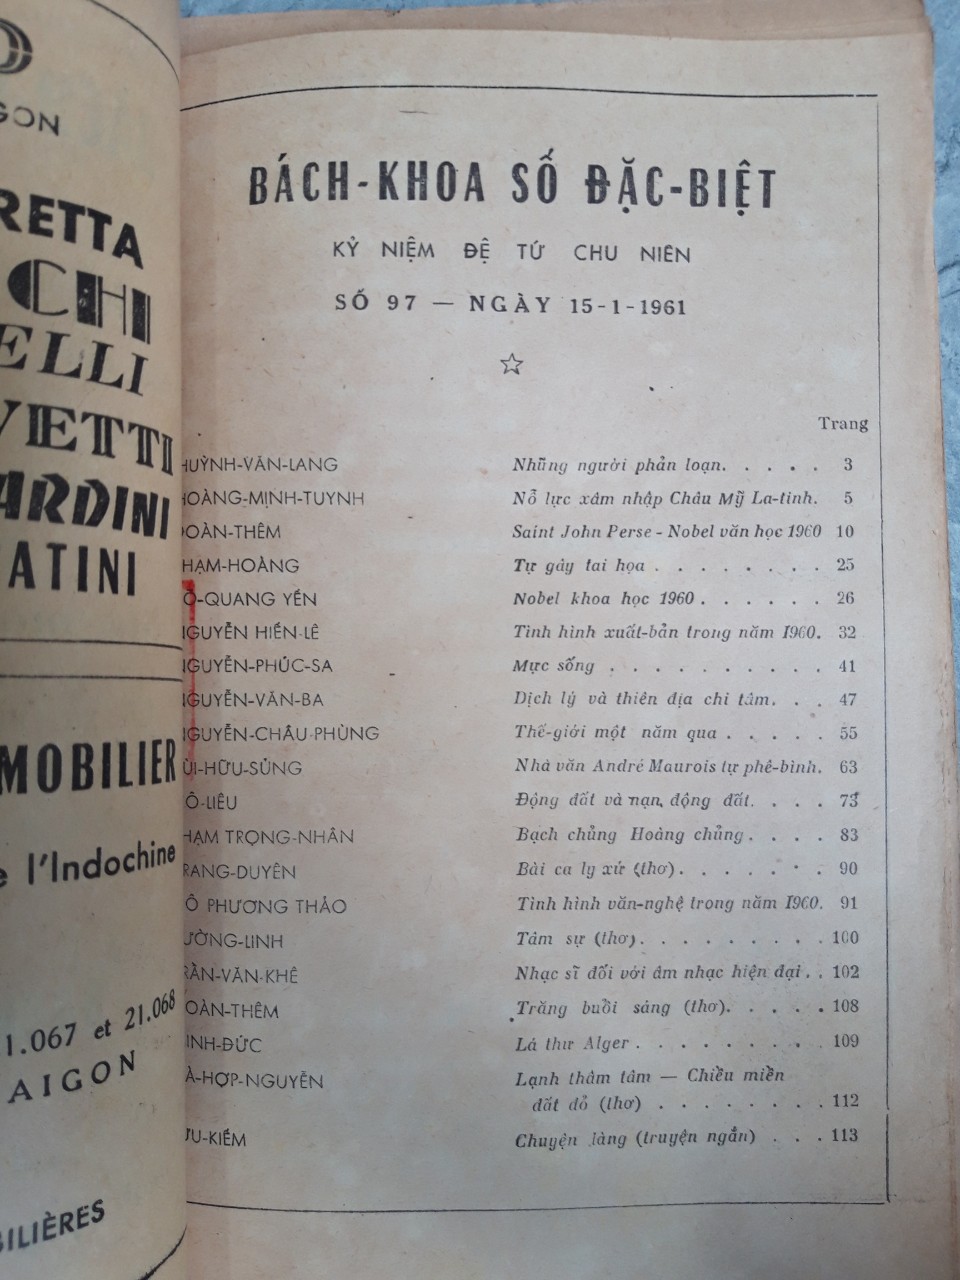 GON
RETTA
CHI
ELLI
VETTI
ARDINI
ATINI
MOBILIER
l'Indochine
1.067 et 21.068
AIGON
BILIÈRES
BÁCH-KHOA SỐ ĐẶC-BIỆT
KỶ NIỆM ĐỆ TỨ CHU NIÊN
SỐ 97 — NGÀY 15-1-1961
Trang
HUỲNH-VĂN-LANG Những người phản loạn. . . . . 3
HOÀNG-MỊNH-TUYNH Nỗ lực xâm nhập Châu Mỹ La-tinh. 5
OÀN-THÊM Saint John Perse - Nobel văn học 1960 10
HẠM-HOÀNG Tự gây tai họa . . . . . . . . 25
Ỗ-QUANG YẾN Nobel khoa học 1960 . . . . . . 26
NGUYỄN HIẾN-LÊ Tình hình xuất-bản trong năm 1960. 32
NGUYỄN-PHÚC-SA Mực sống . . . . . . . . . . 41
NGUYỄN-VĂN-BA Dịch lý và thiên địa chi tâm. . . 47
NGUYỄN-CHÂU-PHÙNG Thế-giới một năm qua . . . . . 55
ÙI-HỮU-SỦNG Nhà văn André Maurois tự phê-bình. 63
Ô-LIÊU Động đất và nạn động đất. . . . 73
HẠM TRỌNG-NHÂN Bạch chủng Hoàng chủng . . . . 83
RANG-DUYÊN Bài ca ly xứ (thơ). . . . . . . . 90
Ô PHƯƠNG THẢO Tình hình văn-nghệ trong năm 1960. 91
ƯỜNG-LINH Tâm sự (thơ). . . . . . . . . 100
RẦN-VĂN-KHÊ Nhạc sĩ đối với âm nhạc hiện đại . . 102
OÀN-THÊM Trăng buổi sáng (thơ). . . . . 108
INH-ĐỨC Lá thư Alger . . . . . . . . . 109
À-HỢP-NGUYỄN Lạnh thâm tâm — Chiều miền
đất đỏ (thơ) . . . . . . . . 112
ƯU-KIẾM Chuyện làng (truyện ngắn) . . . 113